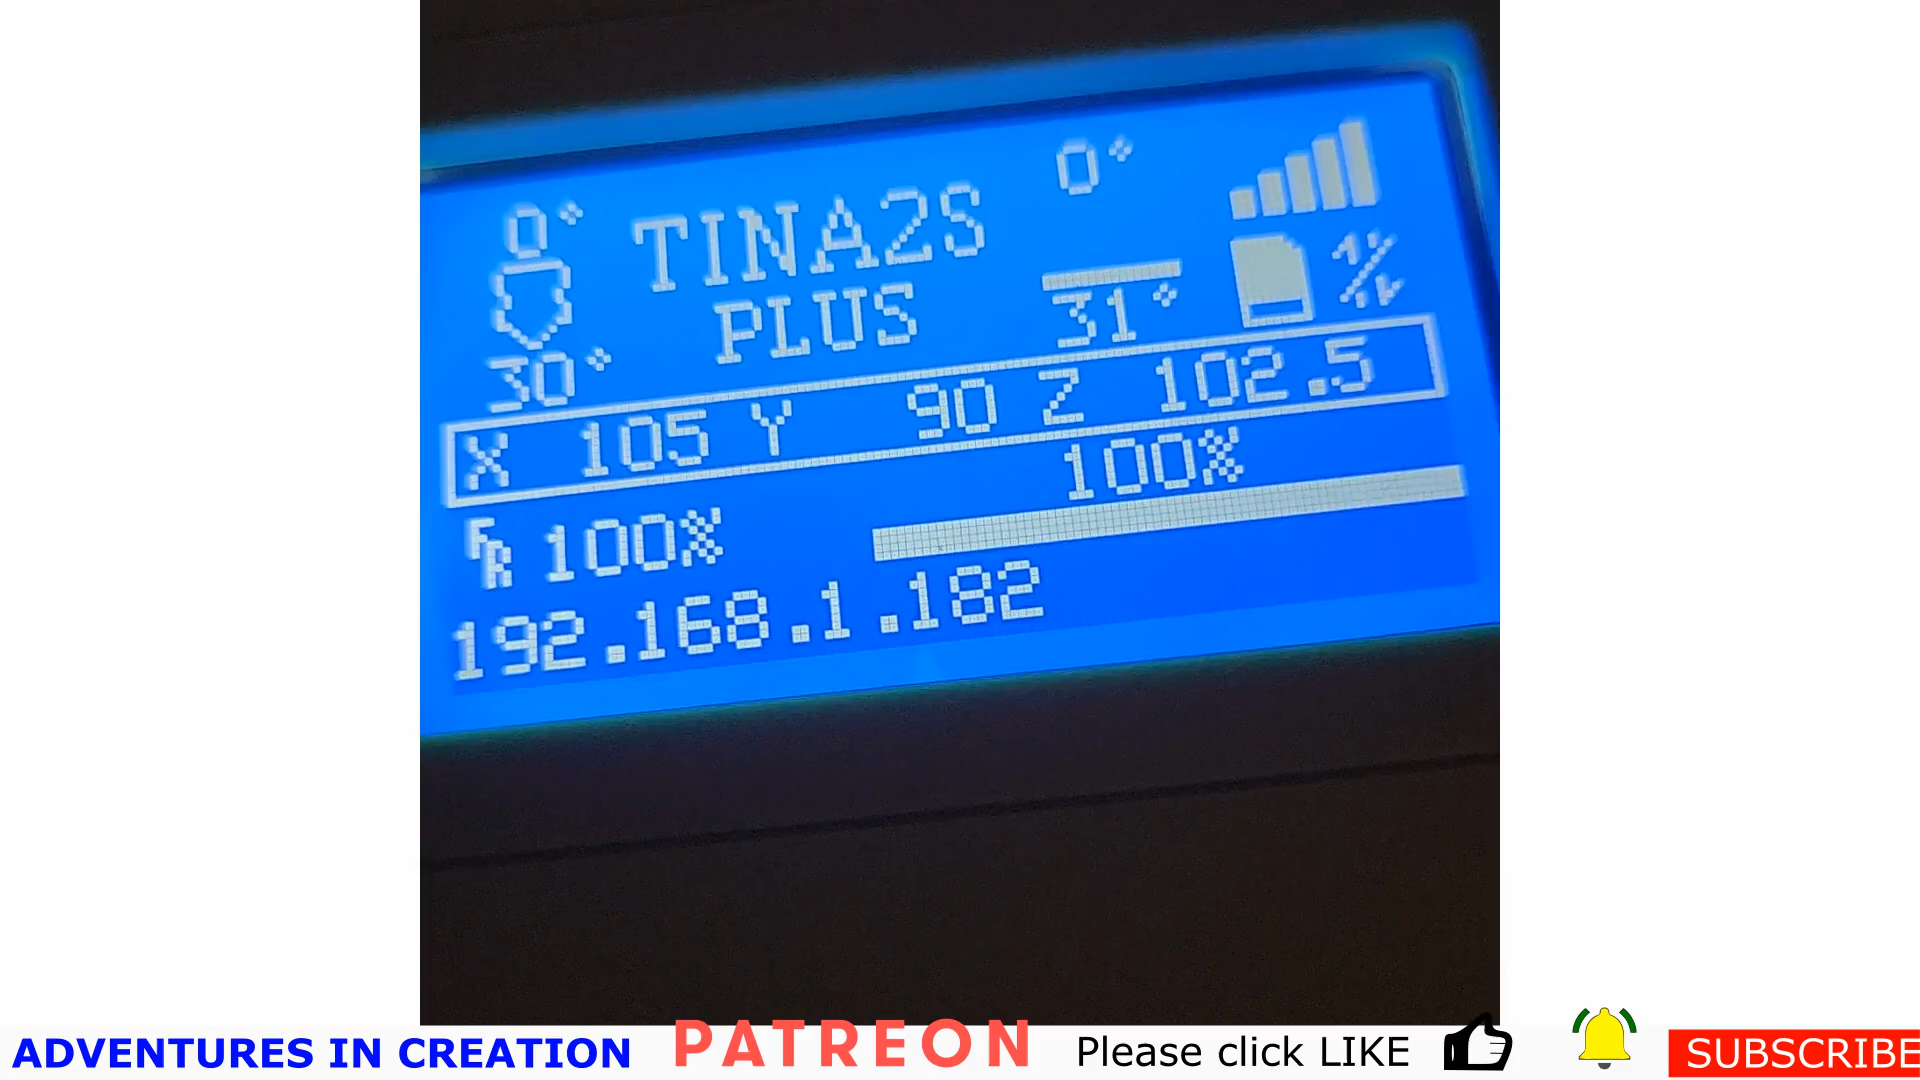 0° TINA2S 0°
PLUS
30° 31°
X 105 Y 90 Z 102.5
FR 100% 100%
192.168.1.182
ADVENTURES IN CREATION PATREON Please click LIKE SUBSCRIBE